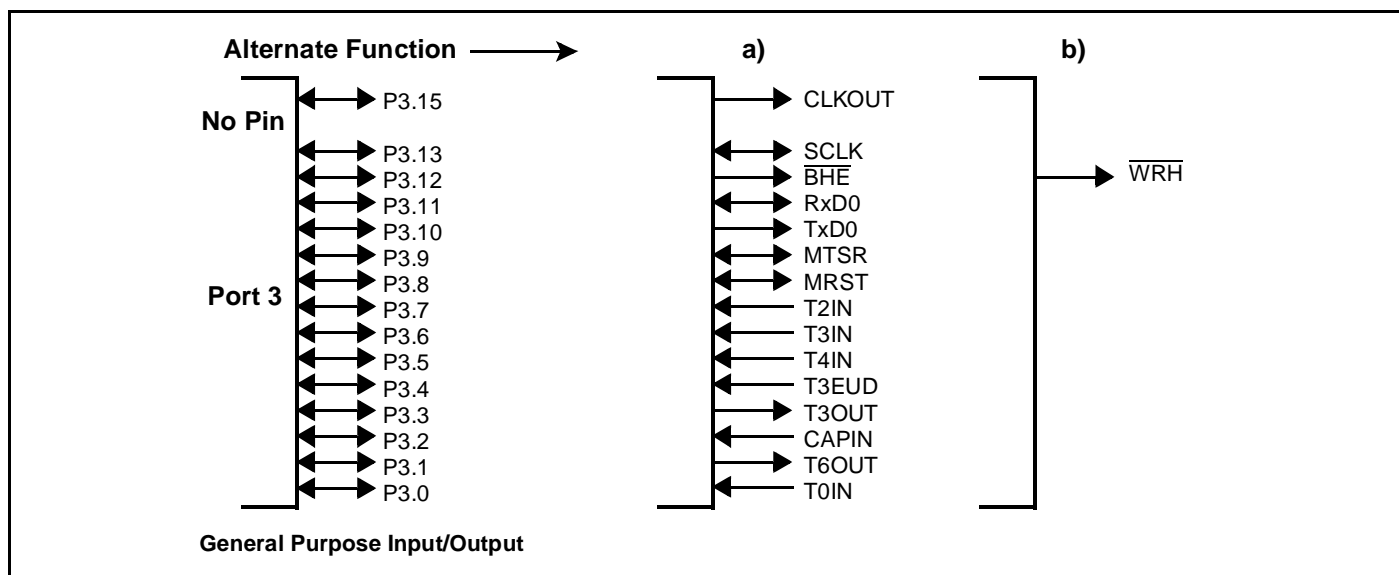 Alternate Function a) b)
P3.15 CLKOUT
No Pin
P3.13 SCLK
P3.12 B̅H̅E̅ W̅R̅H̅
P3.11 RxD0
P3.10 TxD0
P3.9 MTSR
P3.8 MRST
Port 3
P3.7 T2IN
P3.6 T3IN
P3.5 T4IN
P3.4 T3EUD
P3.3 T3OUT
P3.2 CAPIN
P3.1 T6OUT
P3.0 T0IN
General Purpose Input/Output